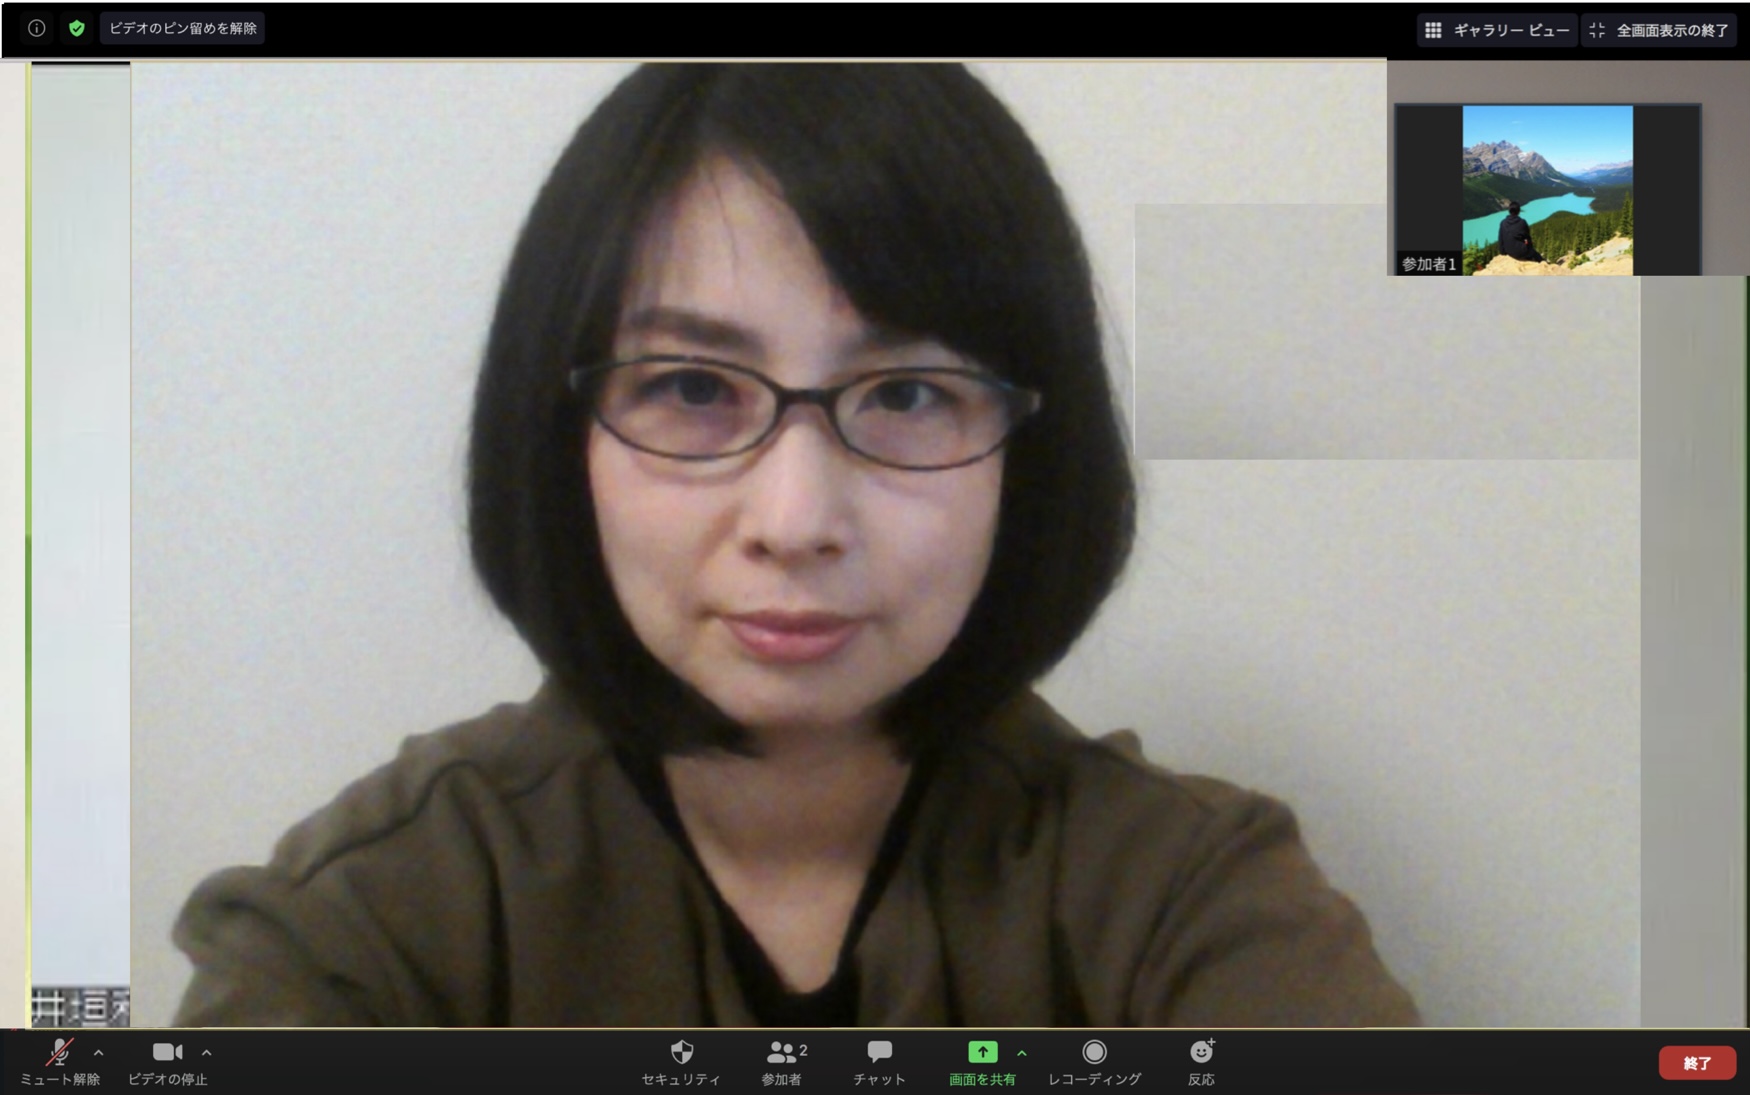 ビデオのピン留めを解除
ギャラリー ビュー
全画面表示の終了
参加者1
井垣
ミュート解除
ビデオの停止
セキュリティ
参加者
2
チャット
画面を共有
レコーディング
反応
終了